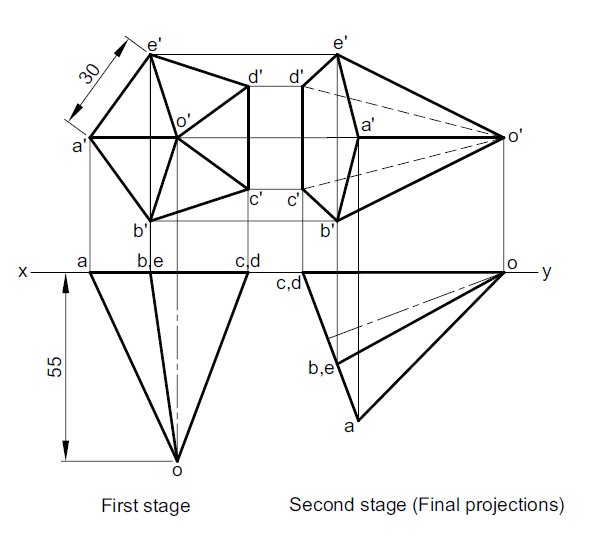 e' e'
30
d' d'
o' a' o'
a'
c' c'
b' b'
x a b,e c,d o y
c,d
55
b,e
a
o
First stage Second stage (Final projections)